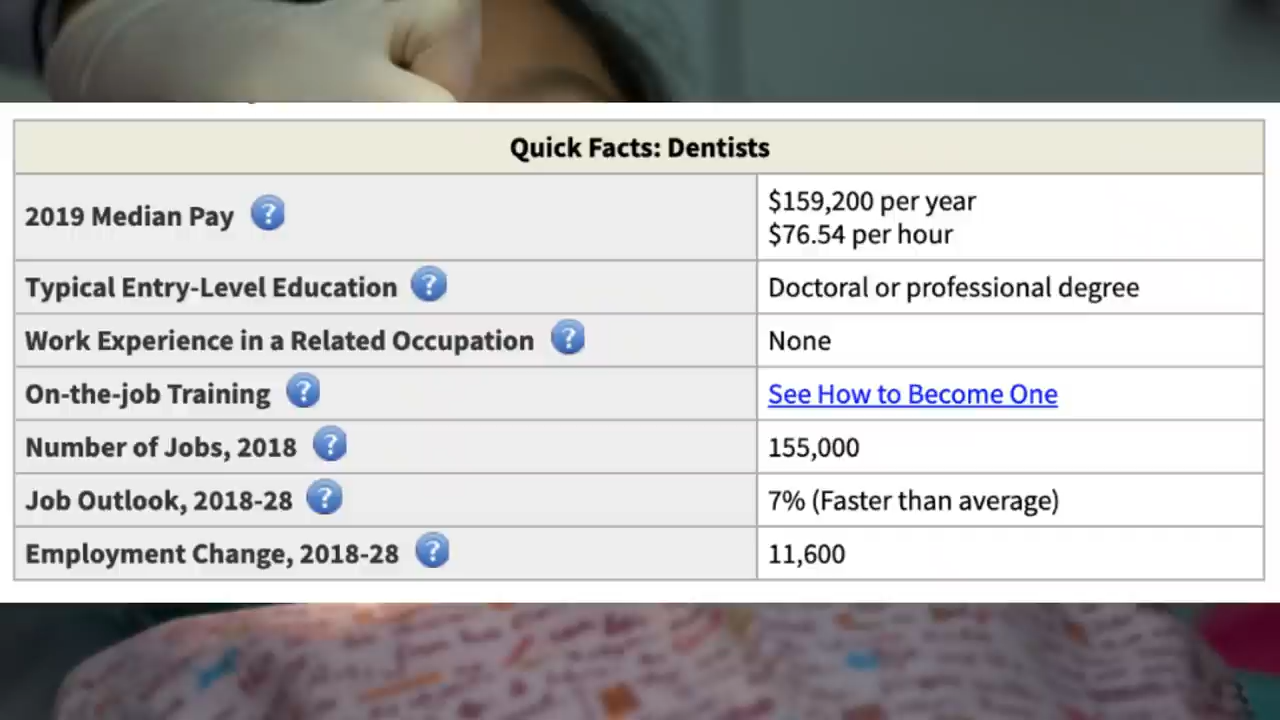 Quick Facts: Dentists
2019 Median Pay ?
$159,200 per year
$76.54 per hour
Typical Entry-Level Education ?
Doctoral or professional degree
Work Experience in a Related Occupation ?
None
On-the-job Training ?
See How to Become One
Number of Jobs, 2018 ?
155,000
Job Outlook, 2018-28 ?
7% (Faster than average)
Employment Change, 2018-28 ?
11,600